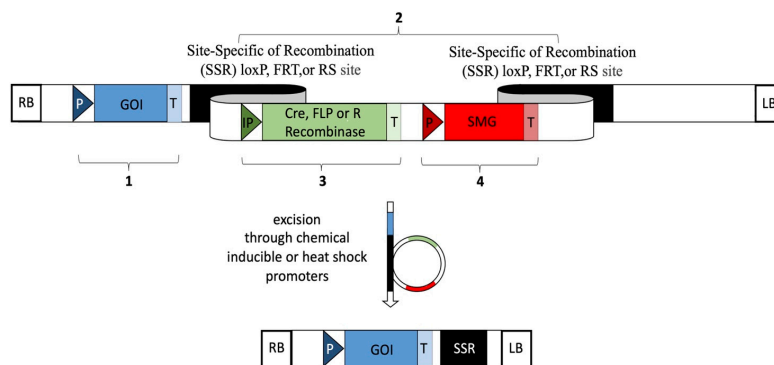 2
Site-Specific of Recombination
(SSR) loxP, FRT,or RS site
Site-Specific of Recombination
(SSR) loxP, FRT,or RS site
RB
P
GOI
T
LB
IP
Cre, FLP or R
Recombinase
T
P
SMG
T
1
3
4
excision
through chemical
inducible or heat shock
promoters
RB
P
GOI
T
SSR
LB